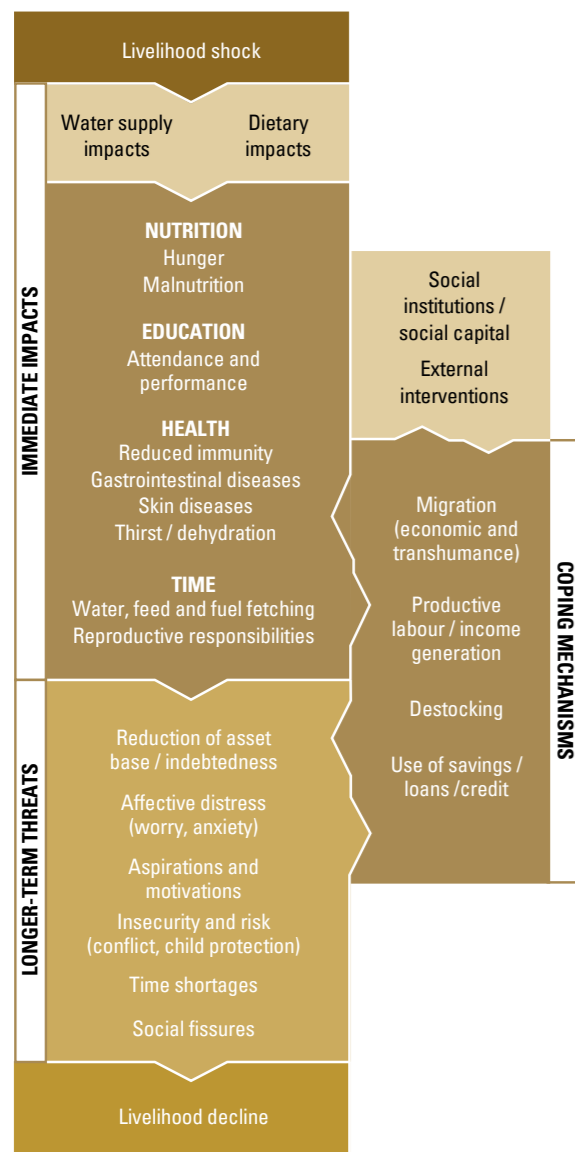 Livelihood shock
Water supply
impacts
Dietary
impacts
IMMEDIATE IMPACTS
NUTRITION
Hunger
Malnutrition
EDUCATION
Attendance and
performance
HEALTH
Reduced immunity
Gastrointestinal diseases
Skin diseases
Thirst / dehydration
TIME
Water, feed and fuel fetching
Reproductive responsibilities
Social
institutions /
social capital
External
interventions
COPING MECHANISMS
Migration
(economic and
transhumance)
Productive
labour / income
generation
Destocking
Use of savings /
loans /credit
LONGER-TERM THREATS
Reduction of asset
base / indebtedness
Affective distress
(worry, anxiety)
Aspirations and
motivations
Insecurity and risk
(conflict, child protection)
Time shortages
Social fissures
Livelihood decline